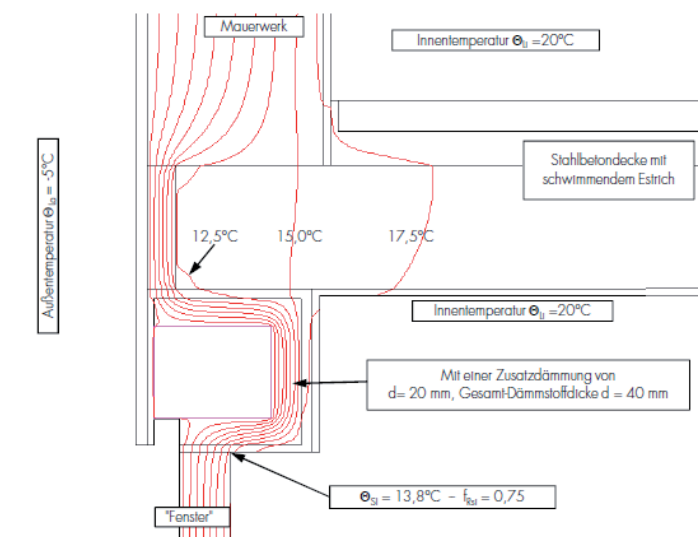 Mauerwerk
Innentemperatur ΘLi =20°C
Außentemperatur ΘLa = -5°C
Stahlbetondecke mit
schwimmendem Estrich
12,5°C
15,0°C
17,5°C
Innentemperatur ΘLi =20°C
Mit einer Zusatzdämmung von
d= 20 mm, Gesamt-Dämmstoffdicke d = 40 mm
ΘSi = 13,8°C – fRsi = 0,75
"Fenster"